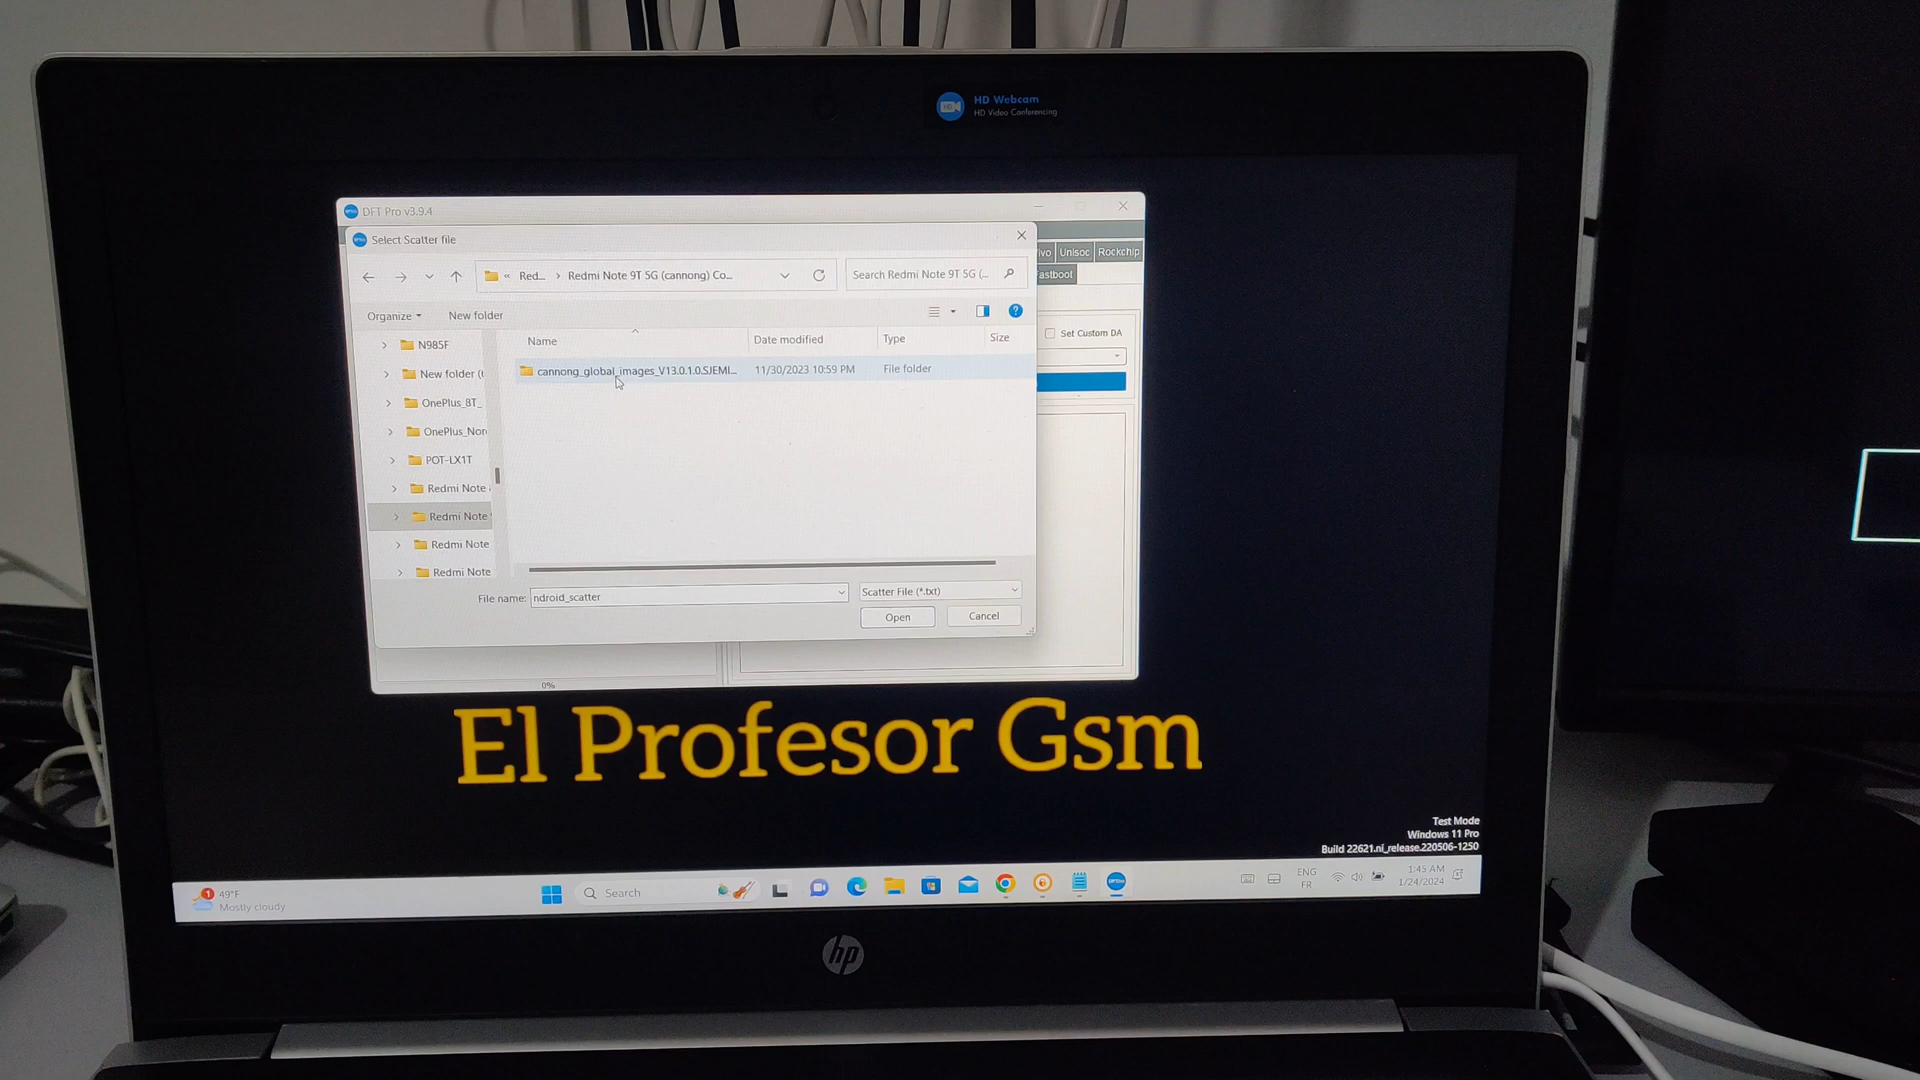 HD Webcam
HD Video Conferencing
DFT Pro v3.9.4
Select Scatter file
« Red... > Redmi Note 9T 5G (cannong) Co...
Search Redmi Note 9T 5G (...
ivo
Unisoc
Rockchip
astboot
Organize
New folder
Set Custom DA
Name
Date modified
Type
Size
N985F
cannong_global_images_V13.0.1.0.SJEMI...
11/30/2023 10:59 PM
File folder
New folder (
OnePlus_8T_
OnePlus_Nor
POT-LX1T
Redmi Note
Redmi Note
Redmi Note
Redmi Note
File name:
ndroid_scatter
Scatter File (*.txt)
Open
Cancel
0%
El Profesor Gsm
Test Mode
Windows 11 Pro
Build 22621.ni_release.220506-1250
1
49°F
Mostly cloudy
Search
ENG
FR
1:45 AM
1/24/2024
hp